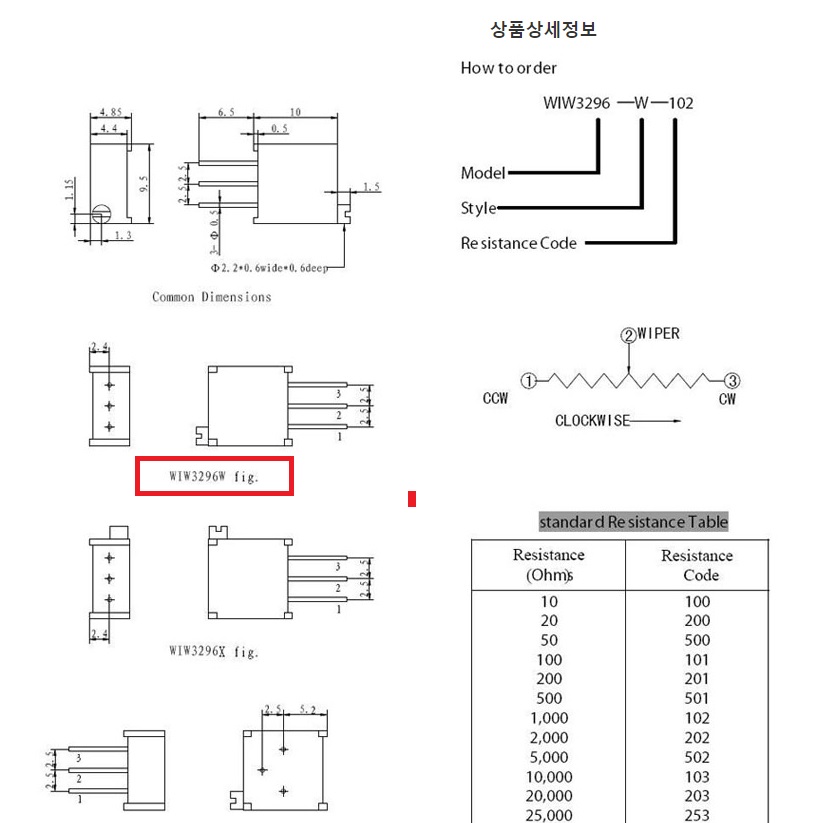 상품상세정보
How to order
WIW3296 —W—102
Model
Style
Resistance Code
4.85
4.4
9.5
1.15
1.3
6.5
10
0.5
2.5
2.5
3-Φ0.5
1.5
Φ2.2*0.6wide*0.6deep
Common Dimensions
②WIPER
①
③
CCW
CW
CLOCKWISE
2.4
3
2
1
2.5
2.5
WIW3296W fig.
3
2
1
2.5
2.5
2.4
WIW3296X fig.
2.5
5.2
3
2
1
2.5
2.5
standard Resistance Table
Resistance (Ohms) Resistance Code
10 100
20 200
50 500
100 101
200 201
500 501
1,000 102
2,000 202
5,000 502
10,000 103
20,000 203
25,000 253